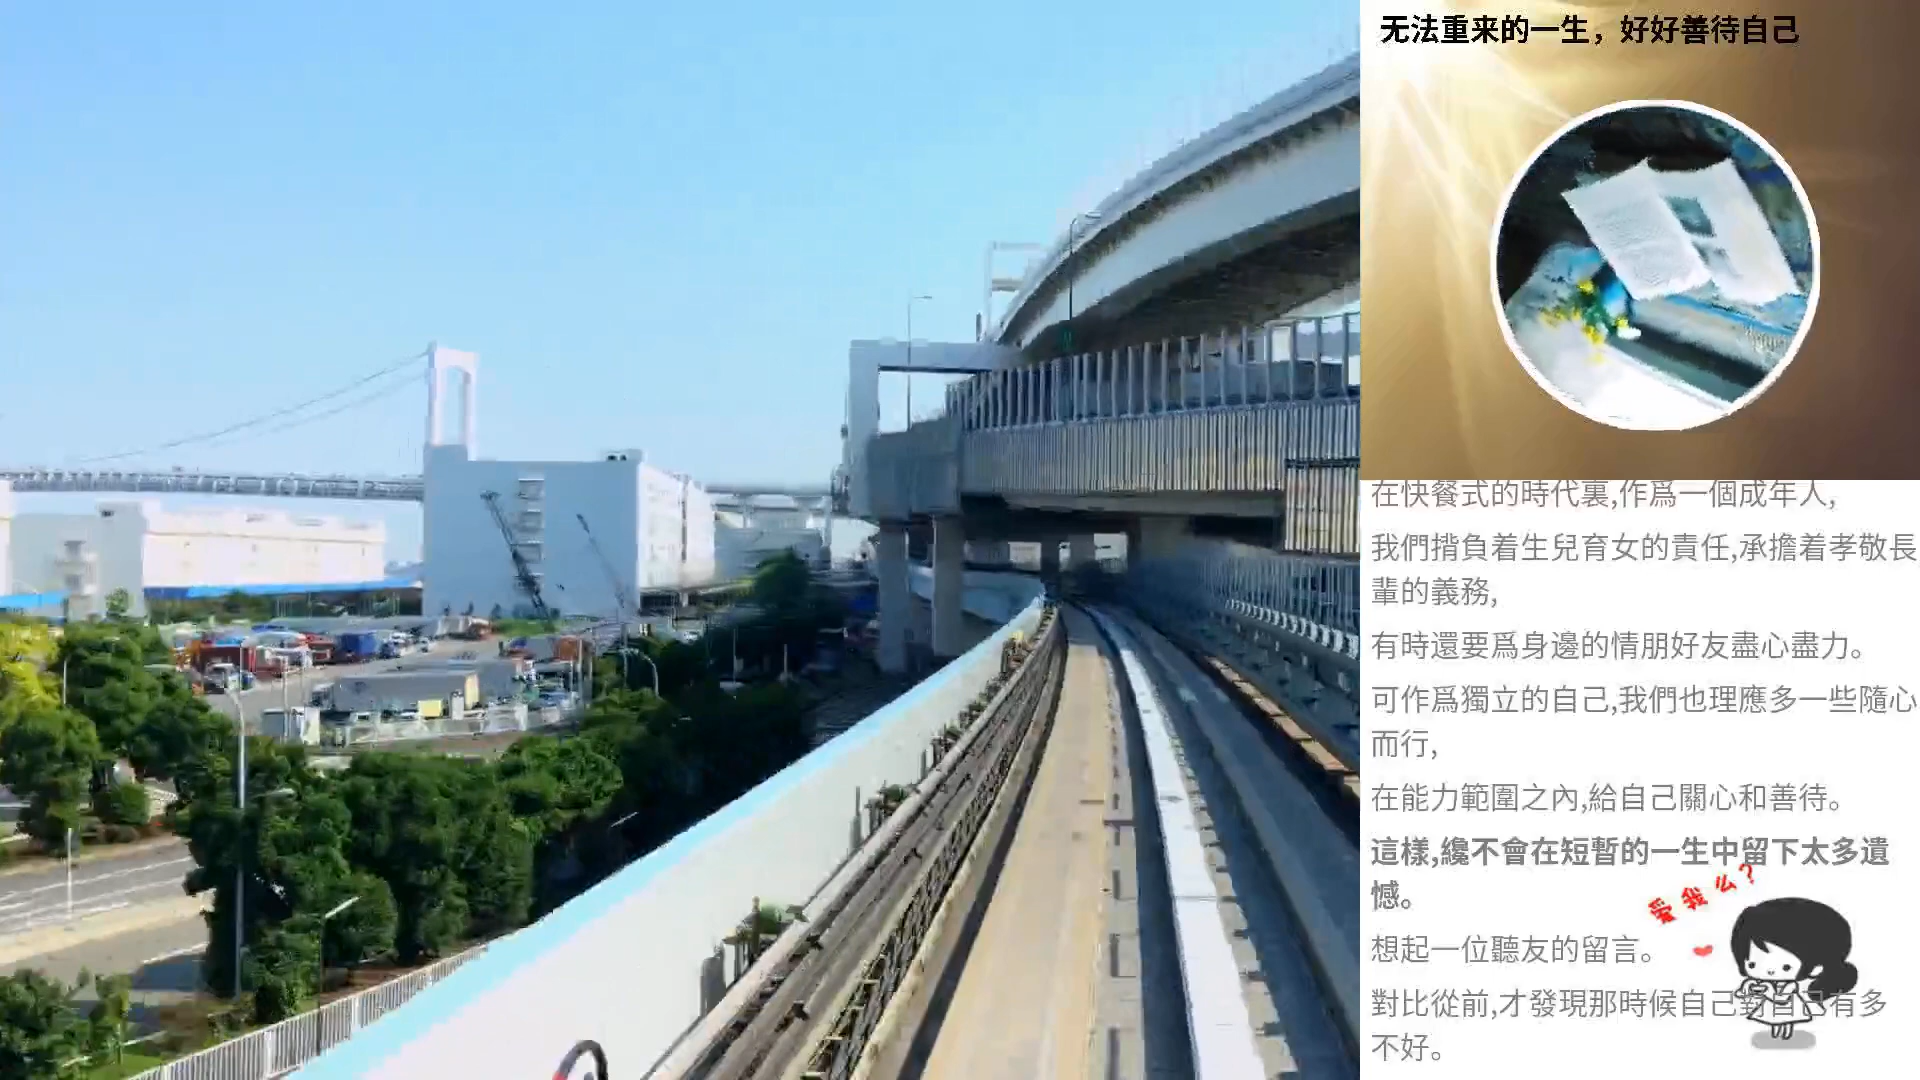 无法重来的一生，好好善待自己
在快餐式的時代裏,作爲一個成年人,
我們揹負着生兒育女的責任,承擔着孝敬長
輩的義務,
有時還要爲身邊的情朋好友盡心盡力。
可作爲獨立的自己,我們也理應多一些隨心
而行,
在能力範圍之內,給自己關心和善待。
這樣,纔不會在短暫的一生中留下太多遺
憾。
愛我么?
想起一位聽友的留言。
對比從前,才發現那時候自己對自己有多
不好。